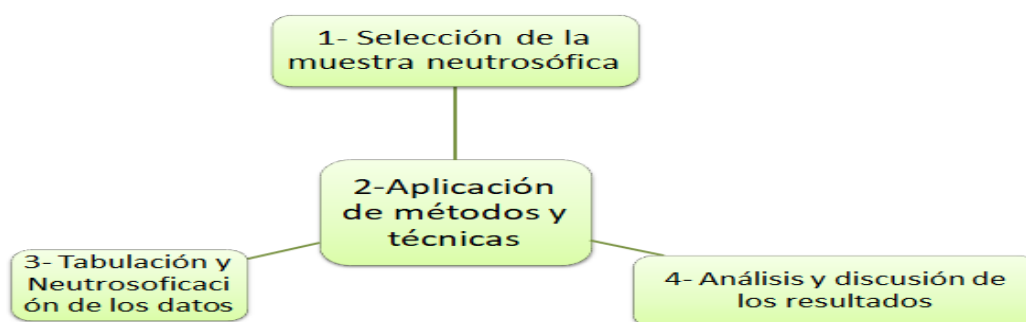 1- Selección de la
muestra neutrosófica
2-Aplicación
de métodos y
técnicas
3- Tabulación y
Neutrosoficaci
ón de los datos
4- Análisis y discusión de
los resultados